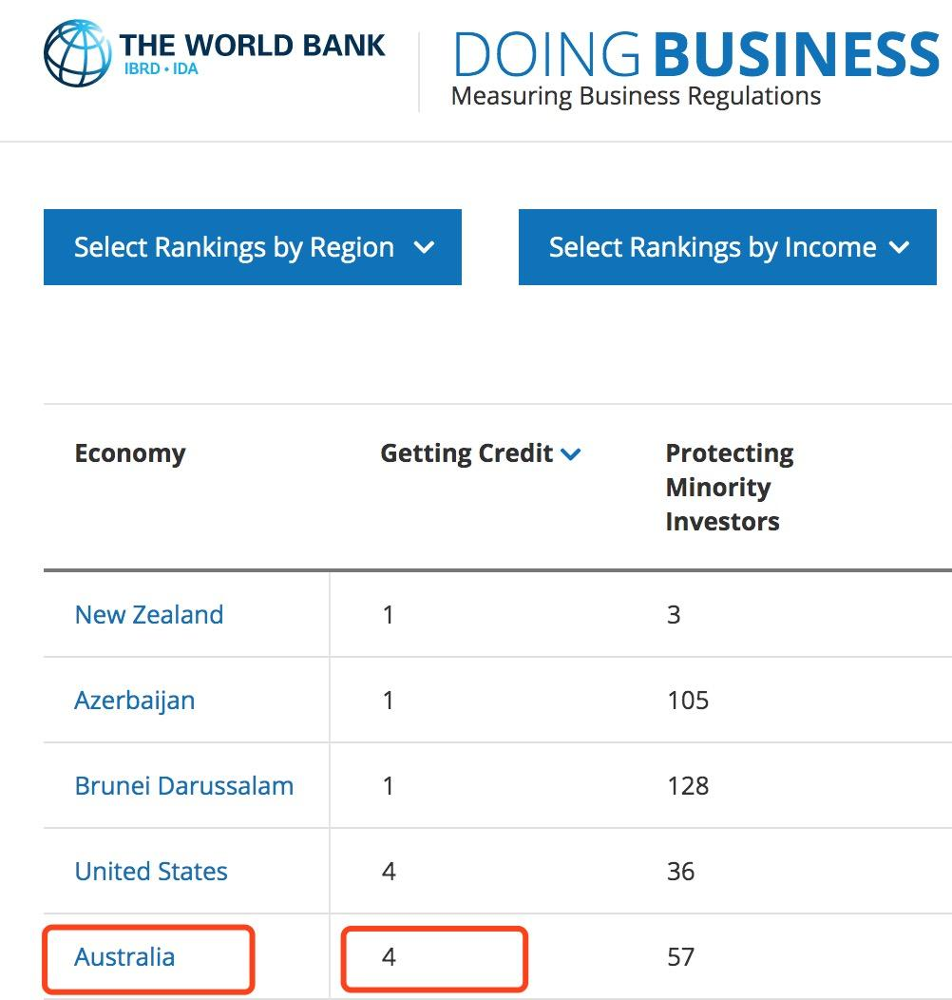 THE WORLD BANK
IBRD • IDA
DOING BUSINESS
Measuring Business Regulations
Select Rankings by Region
Select Rankings by Income
Economy
Getting Credit
Protecting
Minority
Investors
New Zealand 1 3
Azerbaijan 1 105
Brunei Darussalam 1 128
United States 4 36
Australia 4 57